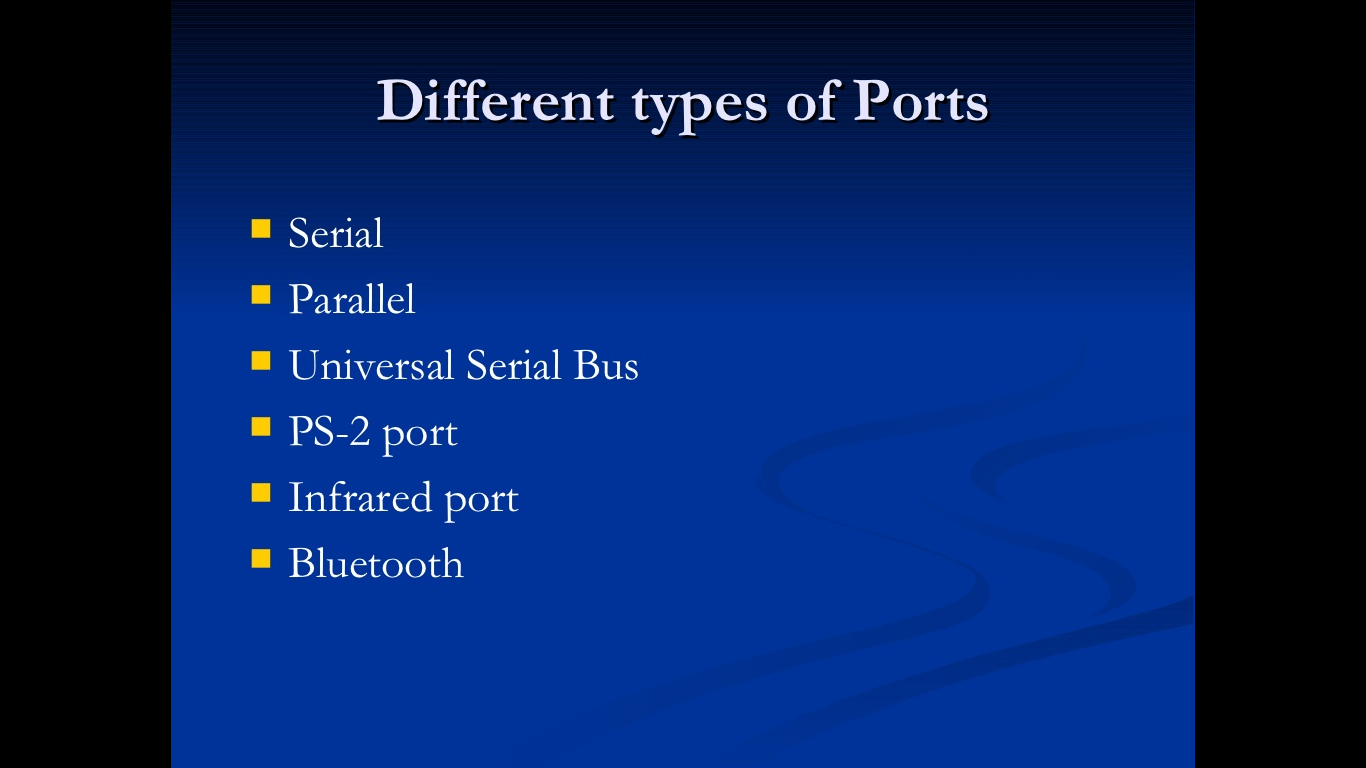 Different types of Ports
Serial
Parallel
Universal Serial Bus
PS-2 port
Infrared port
Bluetooth